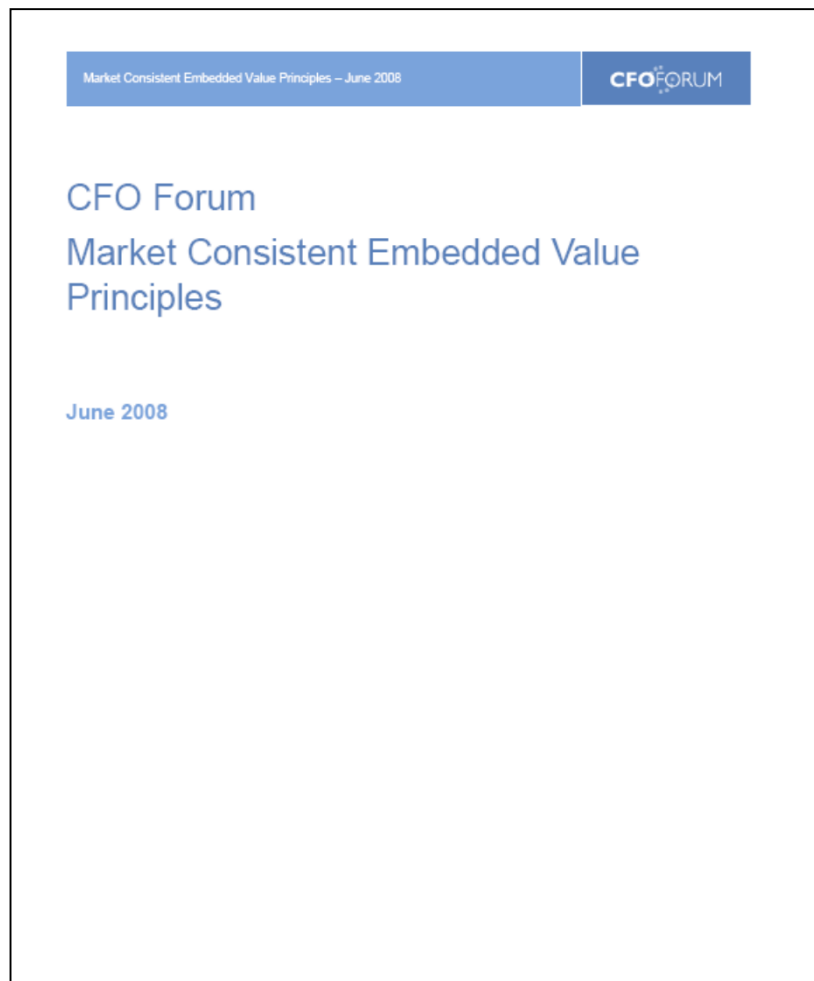 Market Consistent Embedded Value Principles – June 2008
CFOFORUM
CFO Forum
Market Consistent Embedded Value
Principles
June 2008